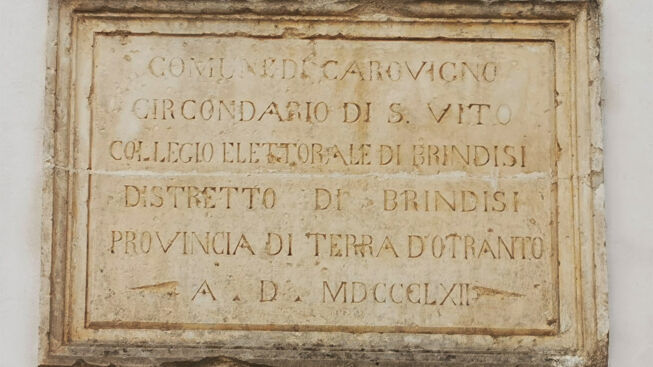 COMUNE DI CAROVIGNO
CIRCONDARIO DI S. VITO
COLLEGIO ELETTORALE DI BRINDISI
DISTRETTO DI BRINDISI
PROVINCIA DI TERRA D'OTRANTO
A. D. MDCCCLXII